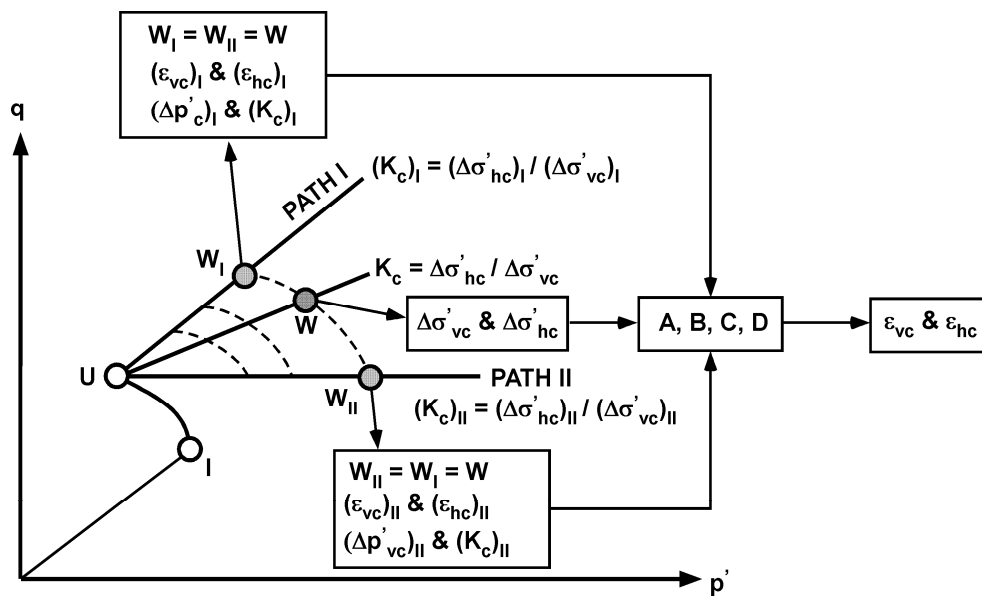 W_I = W_II = W
(ε_vc)_I & (ε_hc)_I
(Δp'_c)_I & (K_c)_I
q
PATH I
(K_c)_I = (Δσ'_hc)_I / (Δσ'_vc)_I
W_I
K_c = Δσ'_hc / Δσ'_vc
W
Δσ'_vc & Δσ'_hc
A, B, C, D
ε_vc & ε_hc
U
PATH II
W_II
(K_c)_II = (Δσ'_hc)_II / (Δσ'_vc)_II
I
W_II = W_I = W
(ε_vc)_II & (ε_hc)_II
(Δp'_vc)_II & (K_c)_II
p'